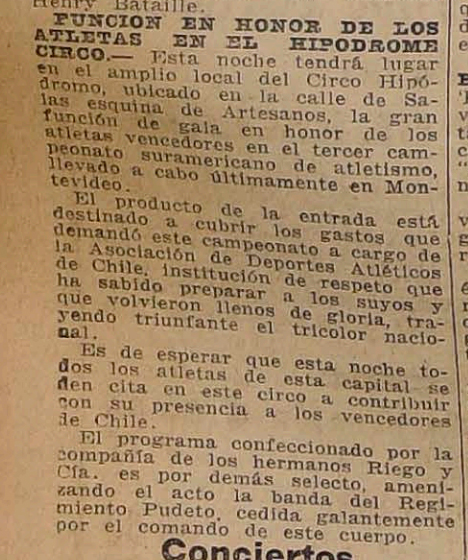 Henry Bataille.
FUNCION EN HONOR DE LOS
ATLETAS EN EL HIPODROME
CIRCO.— Esta noche tendrá lugar
en el amplio local del Circo Hipó-
dromo, ubicado en la calle de Sa-
las esquina de Artesanos, la gran
función de gala en honor de los
atletas vencedores en el tercer cam-
peonato suramericano de atletismo,
llevado a cabo últimamente en Mon-
tevideo.
El producto de la entrada está
destinado a cubrir los gastos que
demandó este campeonato a cargo de
la Asociación de Deportes Atléticos
de Chile, institución de respeto que
ha sabido preparar a los suyos y
que volvieron llenos de gloria, tra-
yendo triunfante el tricolor nacio-
nal.
Es de esperar que esta noche to-
dos los atletas de esta capital se
den cita en este circo a contribuir
con su presencia a los vencedores
de Chile.
El programa confeccionado por la
compañía de los hermanos Riego y
Cía. es por demás selecto, ameni-
zando el acto la banda del Regi-
miento Pudeto, cedida galantemente
por el comando de este cuerpo.
Conciertos